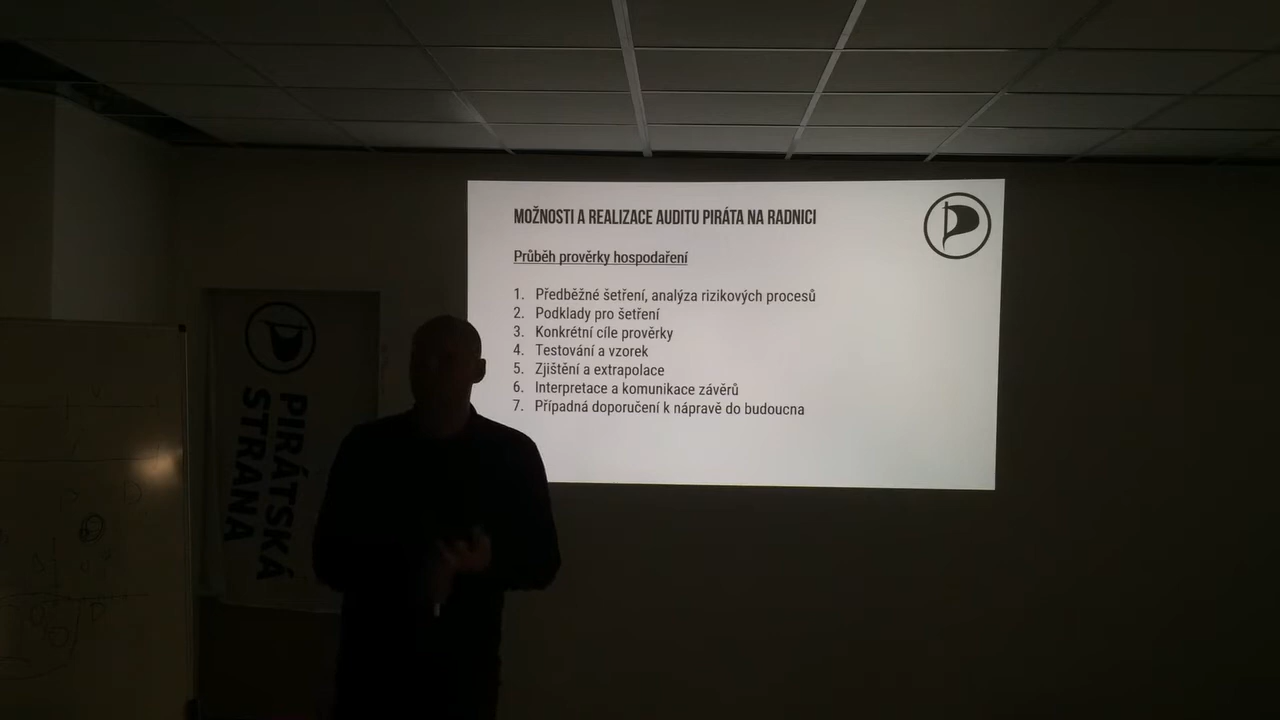 MOŽNOSTI A REALIZACE AUDITU PIRÁTA NA RADNICI
Průběh prověrky hospodaření
1. Předběžné šetření, analýza rizikových procesů
2. Podklady pro šetření
3. Konkrétní cíle prověrky
4. Testování a vzorek
5. Zjištění a extrapolace
6. Interpretace a komunikace závěrů
7. Případná doporučení k nápravě do budoucna
PIRÁTSKÁ
STRANA